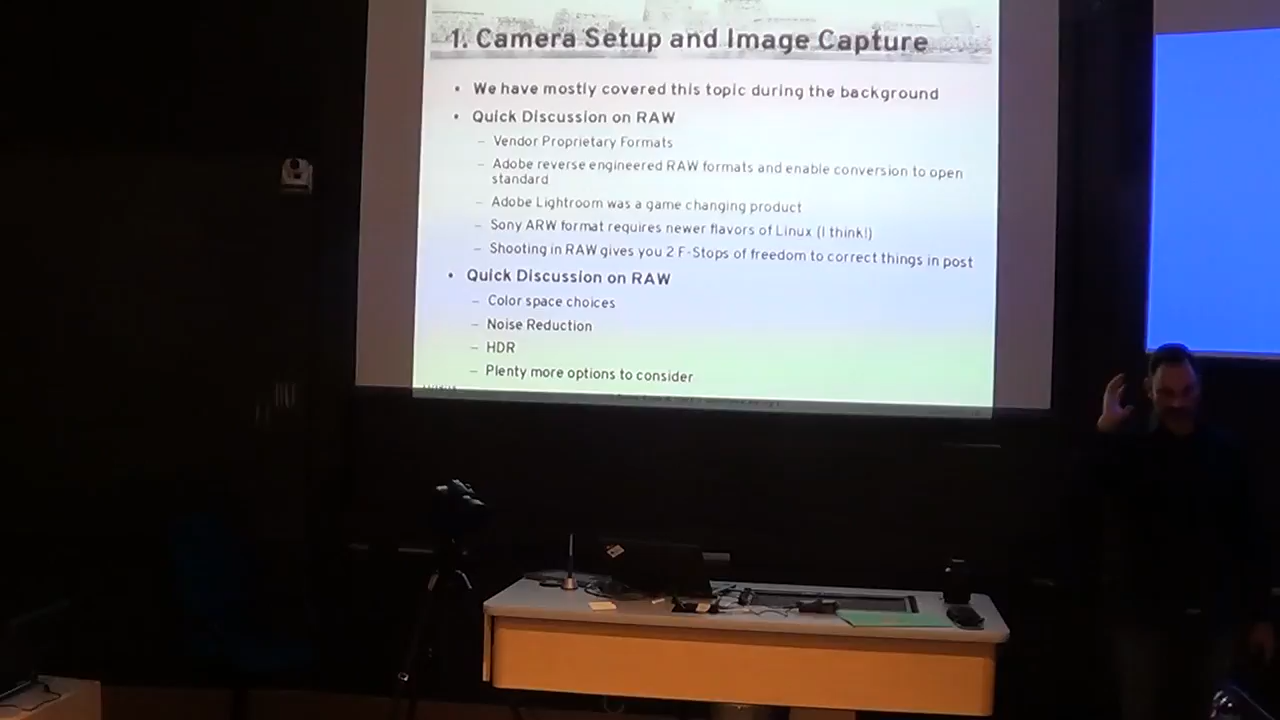 1. Camera Setup and Image Capture
• We have mostly covered this topic during the background
• Quick Discussion on RAW
– Vendor Proprietary Formats
– Adobe reverse engineered RAW formats and enable conversion to open
standard
– Adobe Lightroom was a game changing product
– Sony ARW format requires newer flavors of Linux (I think!)
– Shooting in RAW gives you 2 F-Stops of freedom to correct things in post
• Quick Discussion on RAW
– Color space choices
– Noise Reduction
– HDR
– Plenty more options to consider